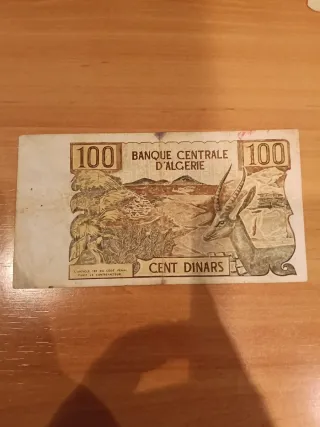 100
BANQUE CENTRALE
D'ALGERIE
100
CENT DINARS